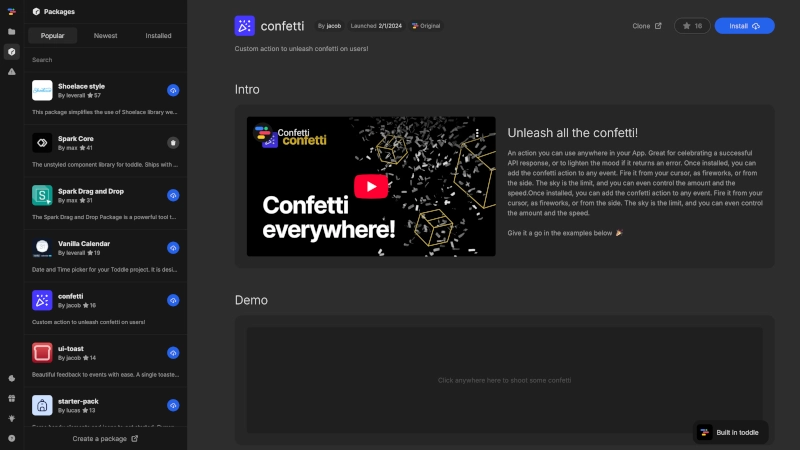 Packages
Popular
Newest
Installed
Search
Shoelace style
By leverall ★ 57
This package simplifies the use of Shoelace library we...
Spark Core
By max ★ 41
The unstyled component library for toddle. Ships with ...
Spark Drag and Drop
By max ★ 31
The Spark Drag and Drop Package is a powerful tool t...
Vanilla Calendar
By leverall ★ 19
Date and Time picker for your Toddle project. It is desi...
confetti
By jacob ★ 16
Custom action to unleash confetti on users!
ui-toast
By jacob ★ 14
Beautiful feedback to events with ease. A single toaste...
starter-pack
By lucas ★ 13
Create a package
confetti
By jacob
Launched 2/1/2024
Original
Clone
★ 16
Install
Custom action to unleash confetti on users!
Intro
Confetti
confetti
Confetti
everywhere!
Unleash all the confetti!
An action you can use anywhere in your App. Great for celebrating a successful
API response, or to lighten the mood if it returns an error. Once installed, you can
add the confetti action to any event. Fire it from your cursor, as fireworks, or from
the side. The sky is the limit, and you can even control the amount and the
speed.Once installed, you can add the confetti action to any event. Fire it from your
cursor, as fireworks, or from the side. The sky is the limit, and you can even control
the amount and the speed.
Give it a go in the examples below 🎉
Demo
Click anywhere here to shoot some confetti
Built in toddle